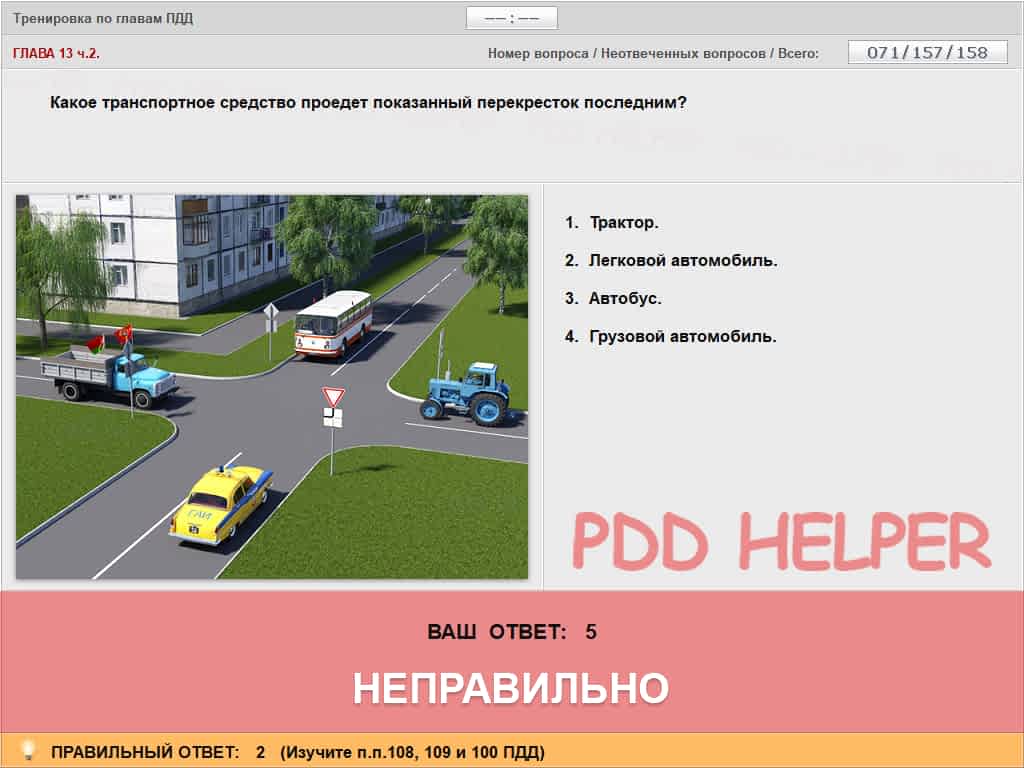 Тренировка по главам ПДД
—— : ——
ГЛАВА 13 ч.2.
Номер вопроса / Неотвеченных вопросов / Всего: 071/157/158
Какое транспортное средство проедет показанный перекресток последним?
1. Трактор.
2. Легковой автомобиль.
3. Автобус.
4. Грузовой автомобиль.
ГАИ
PDD HELPER
ВАШ ОТВЕТ: 5
НЕПРАВИЛЬНО
ПРАВИЛЬНЫЙ ОТВЕТ: 2 (Изучите п.п.108, 109 и 100 ПДД)